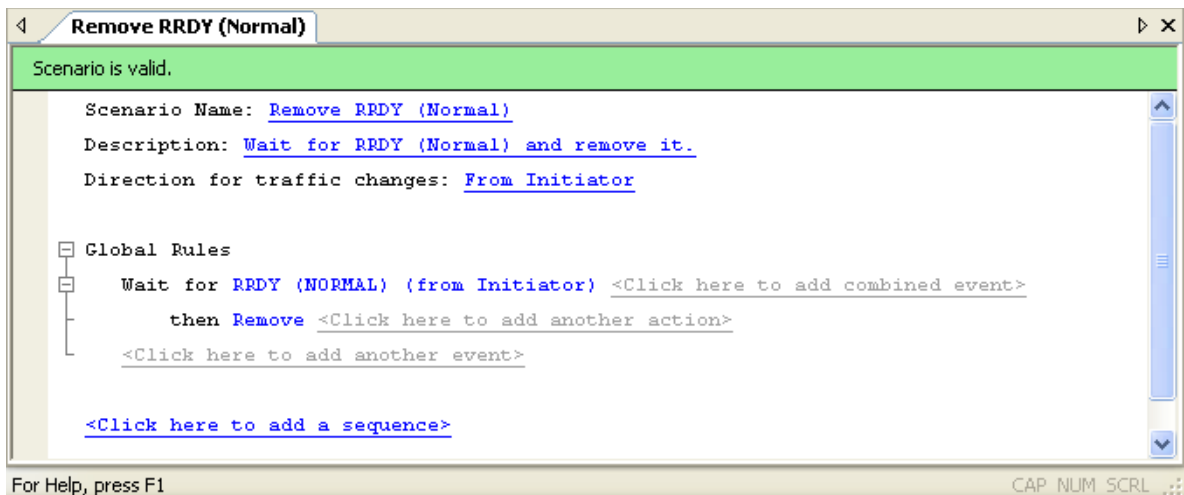 Remove RRDY (Normal)
Scenario is valid.
Scenario Name: Remove RRDY (Normal)
Description: Wait for RRDY (Normal) and remove it.
Direction for traffic changes: From Initiator
Global Rules
Wait for RRDY (NORMAL) (from Initiator) <Click here to add combined event>
then Remove <Click here to add another action>
<Click here to add another event>
<Click here to add a sequence>
For Help, press F1 CAP NUM SCRL